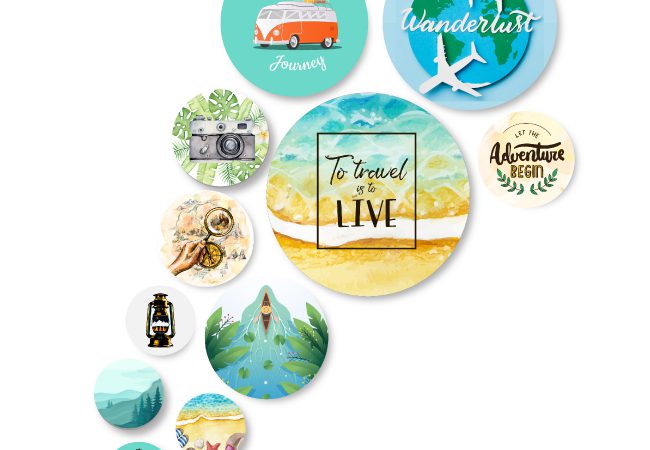 Journey
Wanderlust
To travel
is to
LIVE
LET THE
Adventure
BEGIN